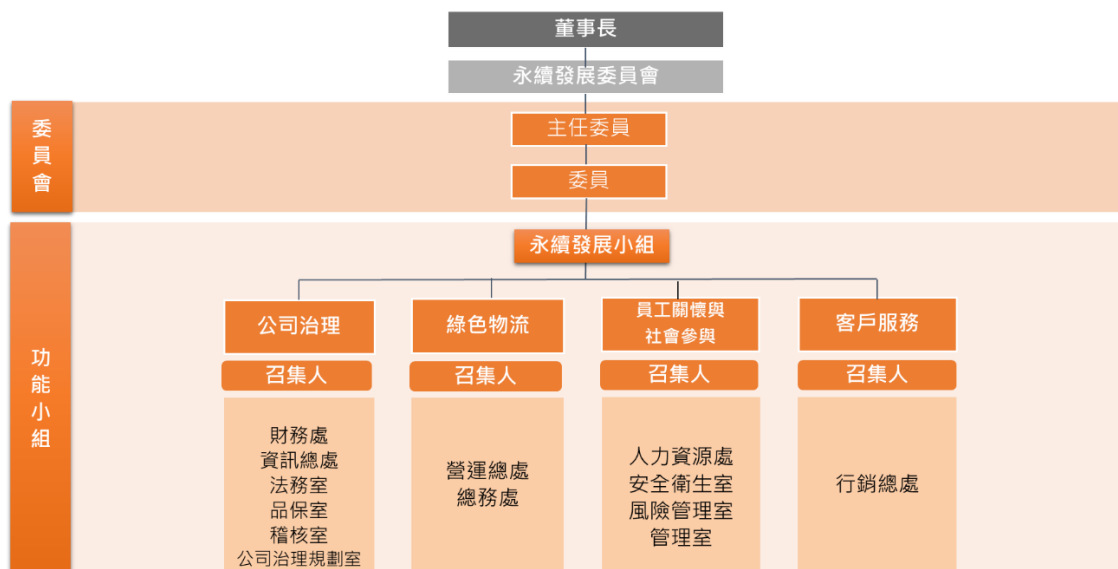 董事長
永續發展委員會
委員會
主任委員
委員
功能小組
永續發展小組
公司治理
綠色物流
員工關懷與
社會參與
客戶服務
召集人
召集人
召集人
召集人
財務處
資訊總處
法務室
品保室
稽核室
公司治理規劃室
營運總處
總務處
人力資源處
安全衛生室
風險管理室
管理室
行銷總處